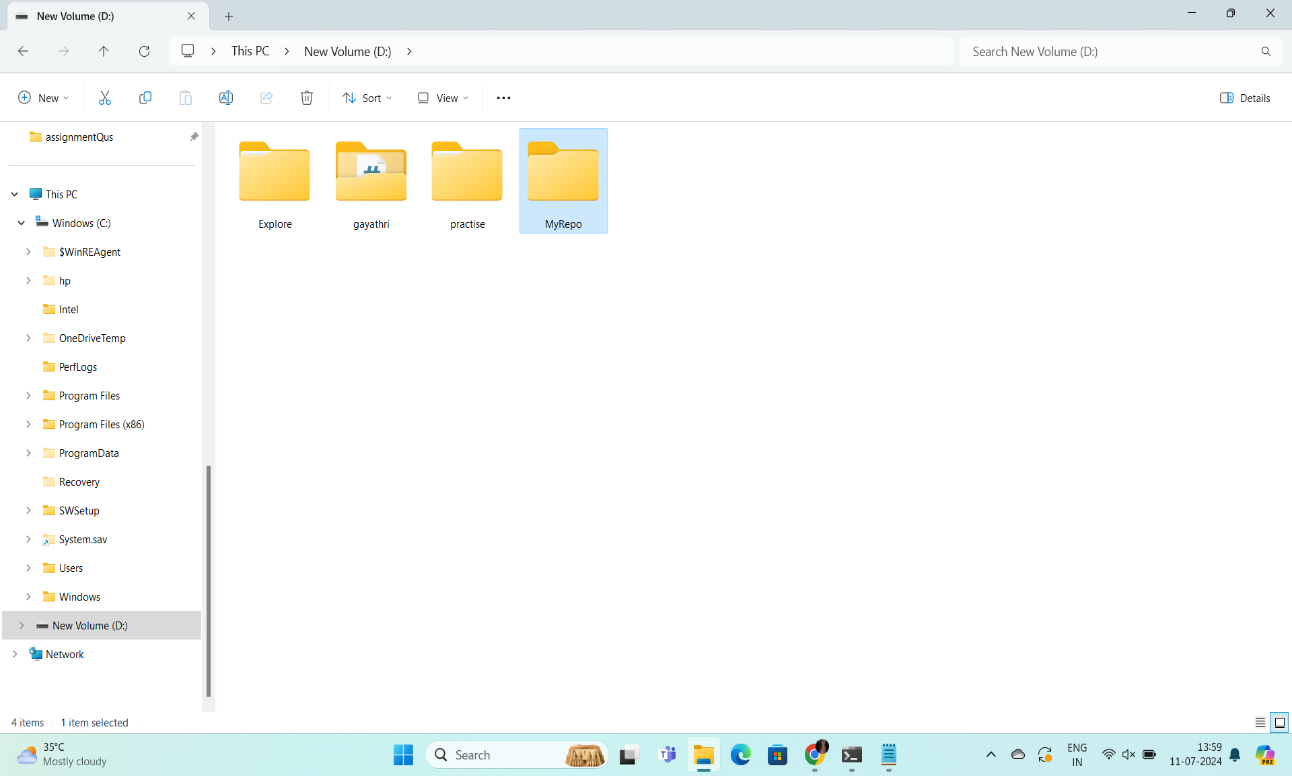 New Volume (D:)
This PC
New Volume (D:)
Search New Volume (D:)
New
Sort
View
Details
assignmentQus
This PC
Windows (C:)
$WinREAgent
hp
Intel
OneDriveTemp
PerfLogs
Program Files
Program Files (x86)
ProgramData
Recovery
SWSetup
System.sav
Users
Windows
New Volume (D:)
Network
Explore
gayathri
practise
MyRepo
4 items
1 item selected
35°C
Mostly cloudy
Search
ENG
IN
13:59
11-07-2024
PRE